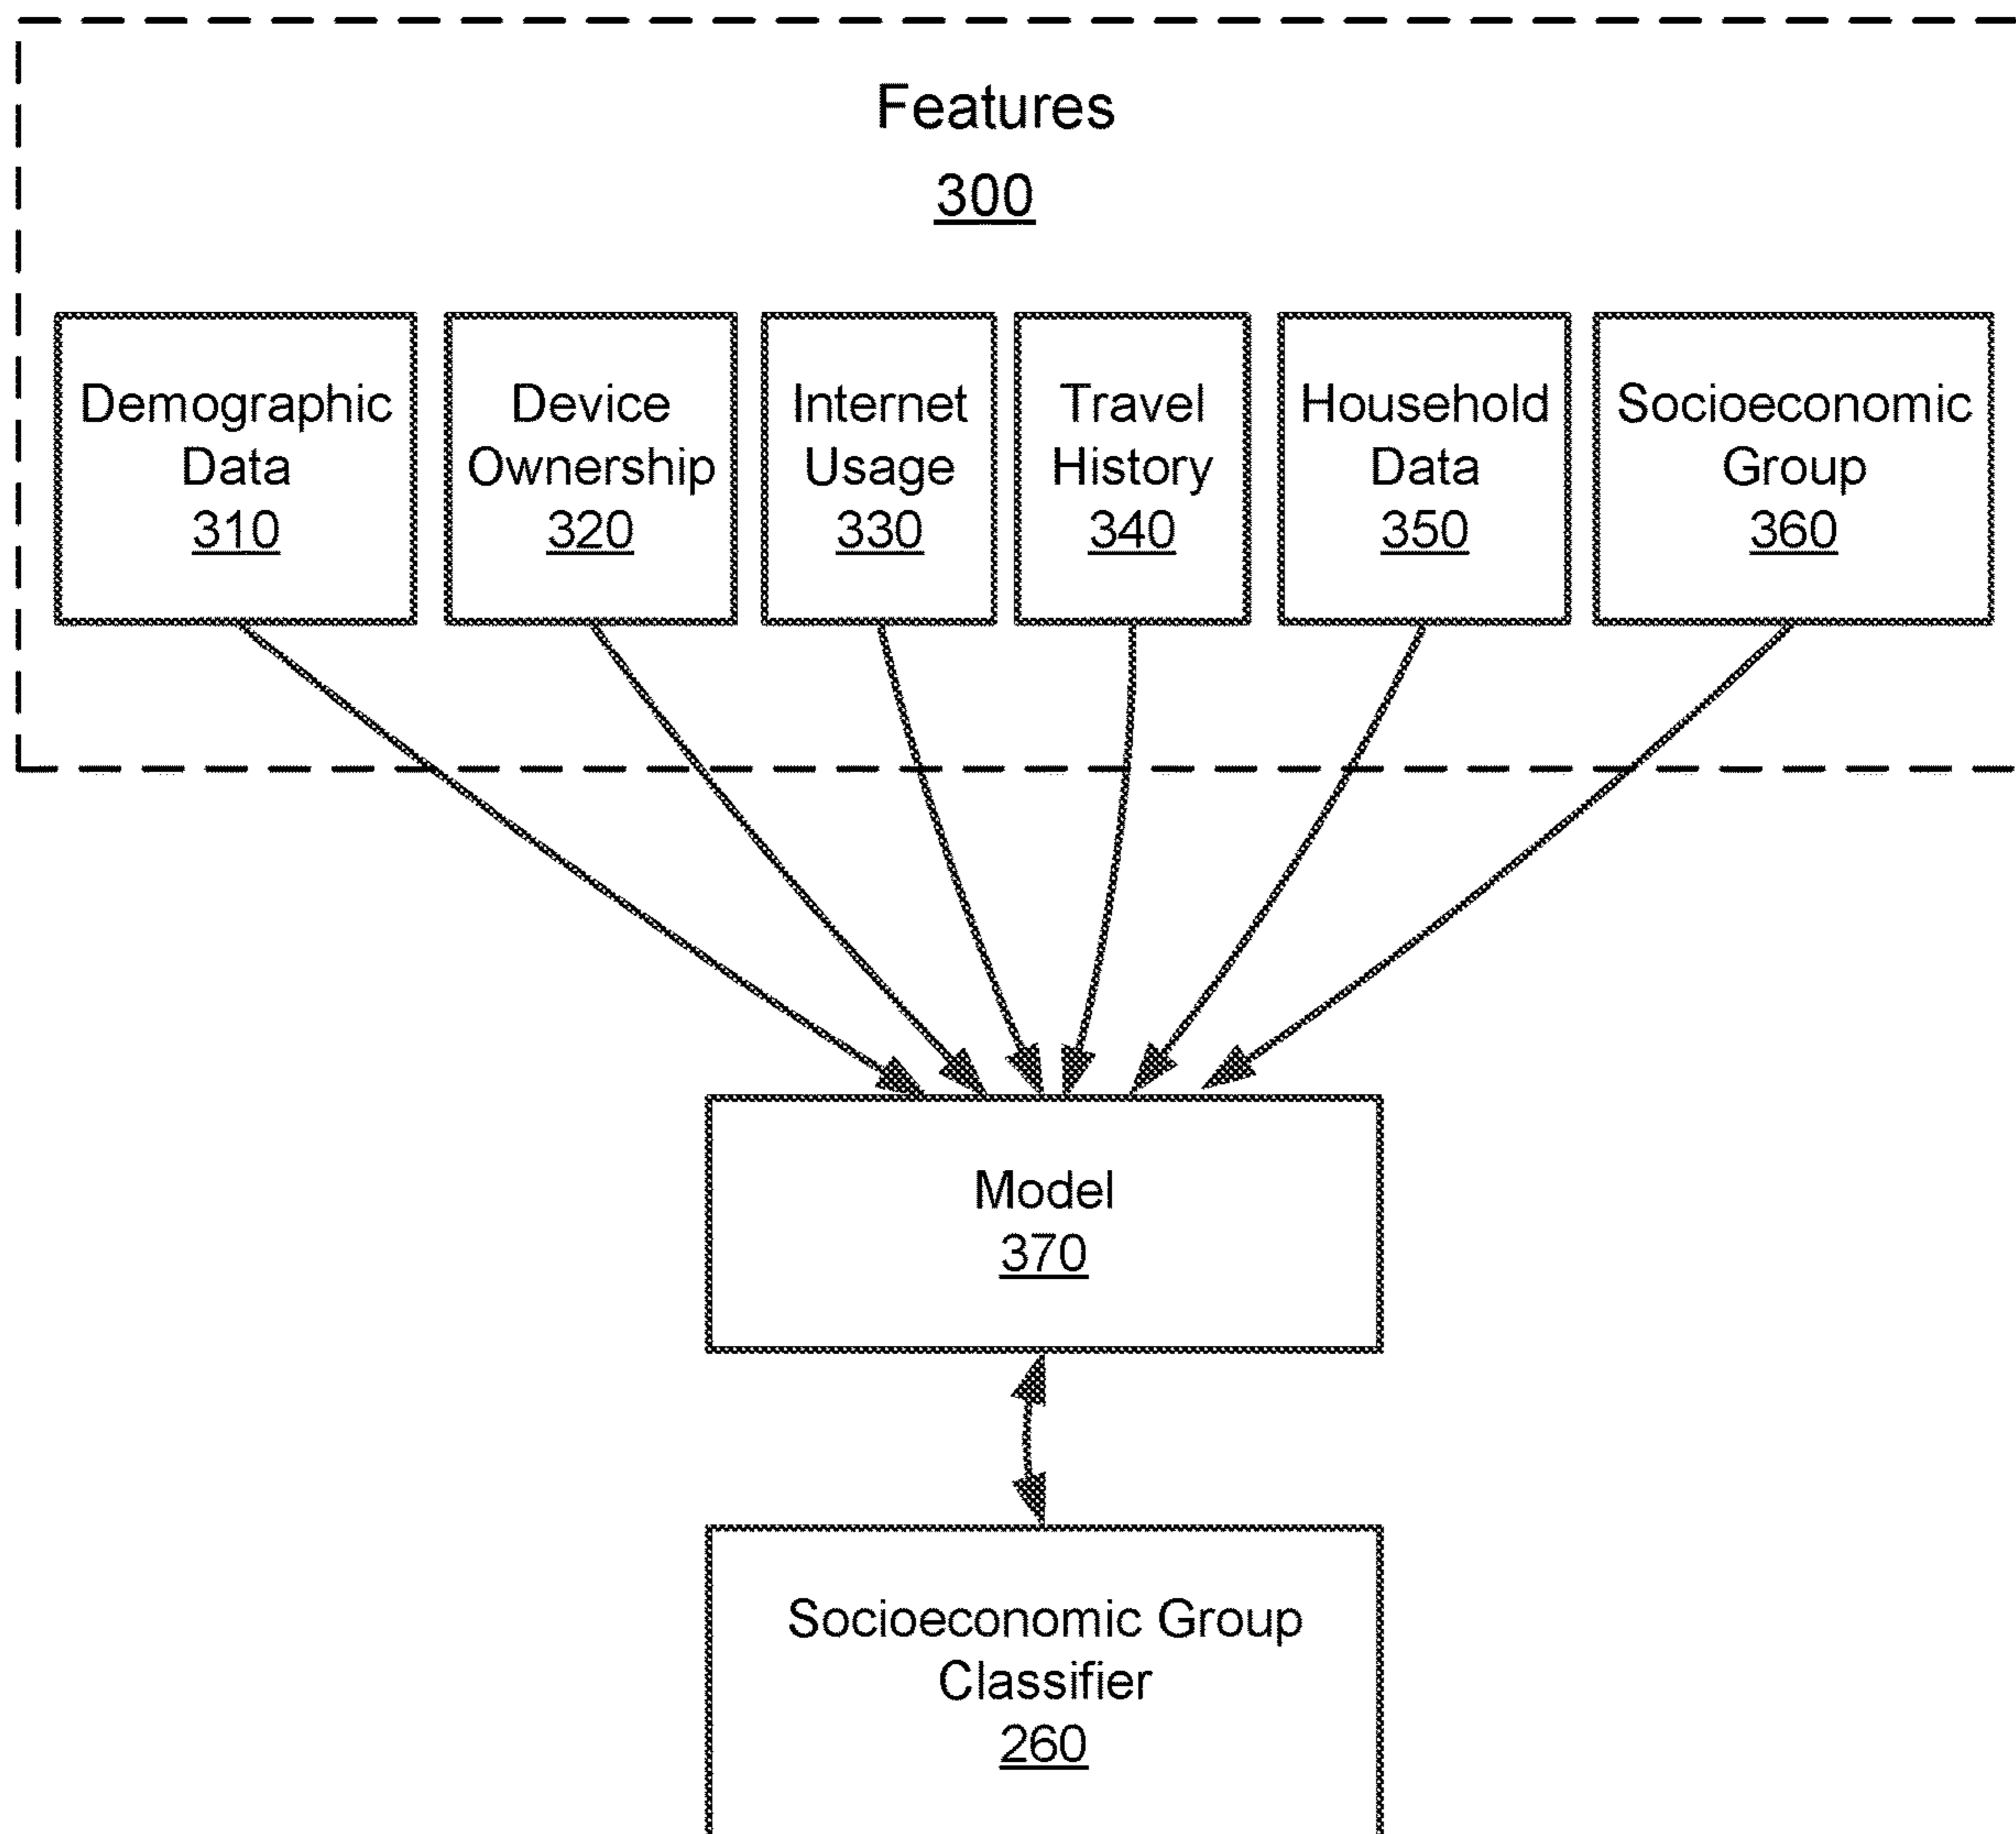 Features
300
Demographic
Data
310
Device
Ownership
320
Internet
Usage
330
Travel
History
340
Household
Data
350
Socioeconomic
Group
360
Model
370
Socioeconomic Group
Classifier
260